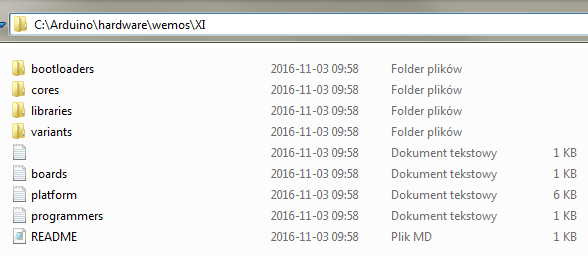 C:\Arduino\hardware\wemos\XI
bootloaders 2016-11-03 09:58 Folder plików
cores 2016-11-03 09:58 Folder plików
libraries 2016-11-03 09:58 Folder plików
variants 2016-11-03 09:58 Folder plików
2016-11-03 09:58 Dokument tekstowy 1 KB
boards 2016-11-03 09:58 Dokument tekstowy 1 KB
platform 2016-11-03 09:58 Dokument tekstowy 6 KB
programmers 2016-11-03 09:58 Dokument tekstowy 1 KB
README 2016-11-03 09:58 Plik MD 1 KB